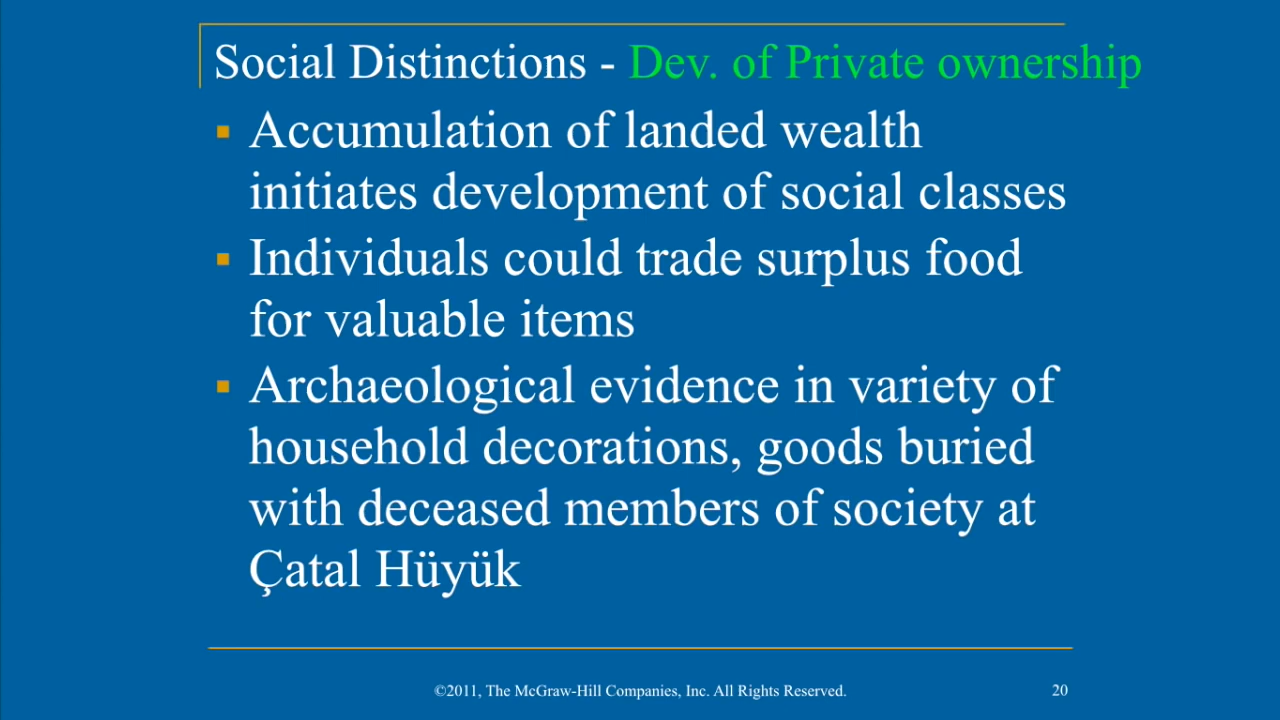 Social Distinctions - Dev. of Private ownership
Accumulation of landed wealth
initiates development of social classes
Individuals could trade surplus food
for valuable items
Archaeological evidence in variety of
household decorations, goods buried
with deceased members of society at
Çatal Hüyük
©2011, The McGraw-Hill Companies, Inc. All Rights Reserved.
20